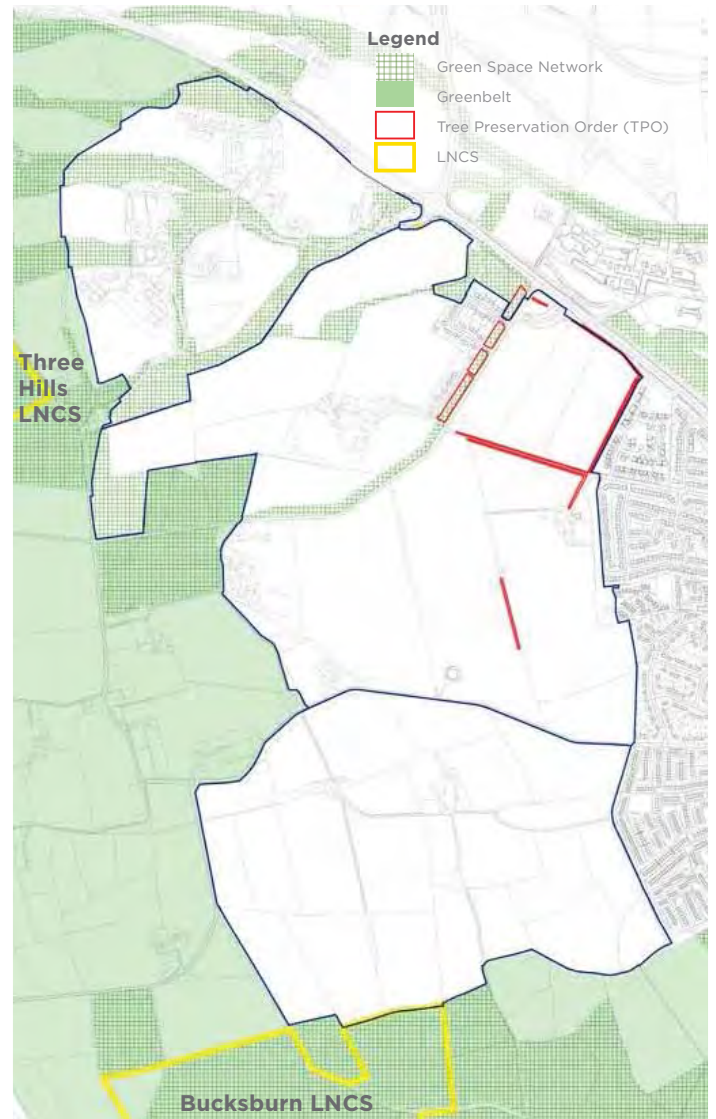 Legend
Green Space Network
Greenbelt
Tree Preservation Order (TPO)
LNCS
Three
Hills
LNCS
Bucksburn LNCS